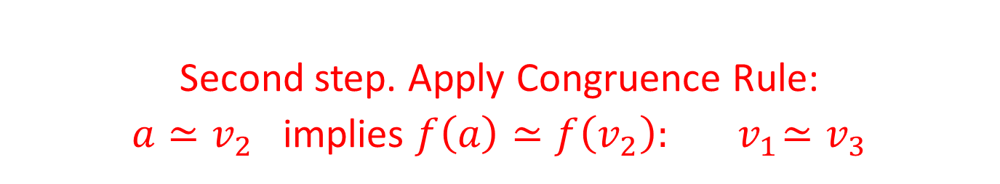 Second step. Apply Congruence Rule:
𝑎 ≃ 𝑣₂ implies 𝑓(𝑎) ≃ 𝑓(𝑣₂): 𝑣₁ ≃ 𝑣₃